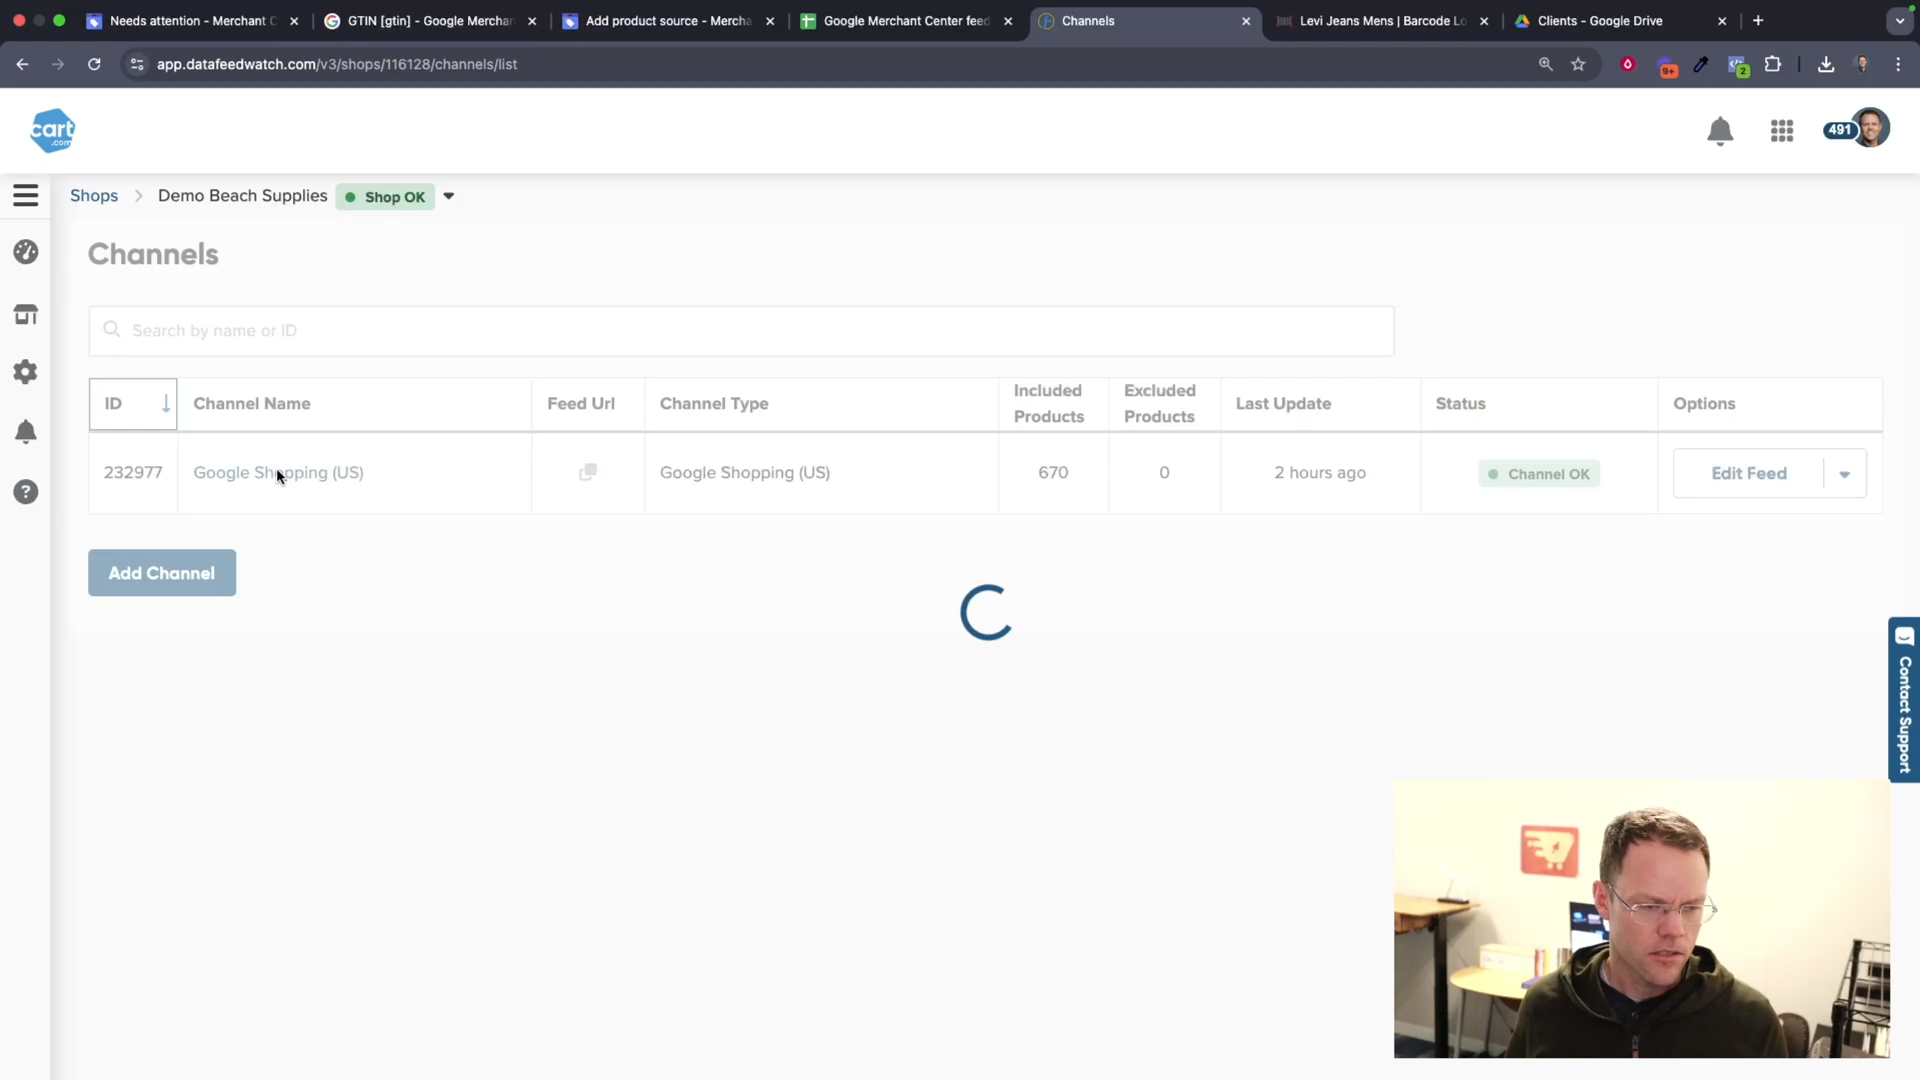 Needs attention - Merchant C
GTIN [gtin] - Google Merchan
Add product source - Mercha
Google Merchant Center feed
Channels
Levi Jeans Mens | Barcode Lo
Clients - Google Drive
app.datafeedwatch.com/v3/shops/116128/channels/list
9+
2
cart
.com
491
Shops
Demo Beach Supplies
Shop OK
Channels
Search by name or ID
ID
Channel Name
Feed Url
Channel Type
Included
Products
Excluded
Products
Last Update
Status
Options
232977
Google Shopping (US)
Google Shopping (US)
670
0
2 hours ago
Channel OK
Edit Feed
Add Channel
Contact Support